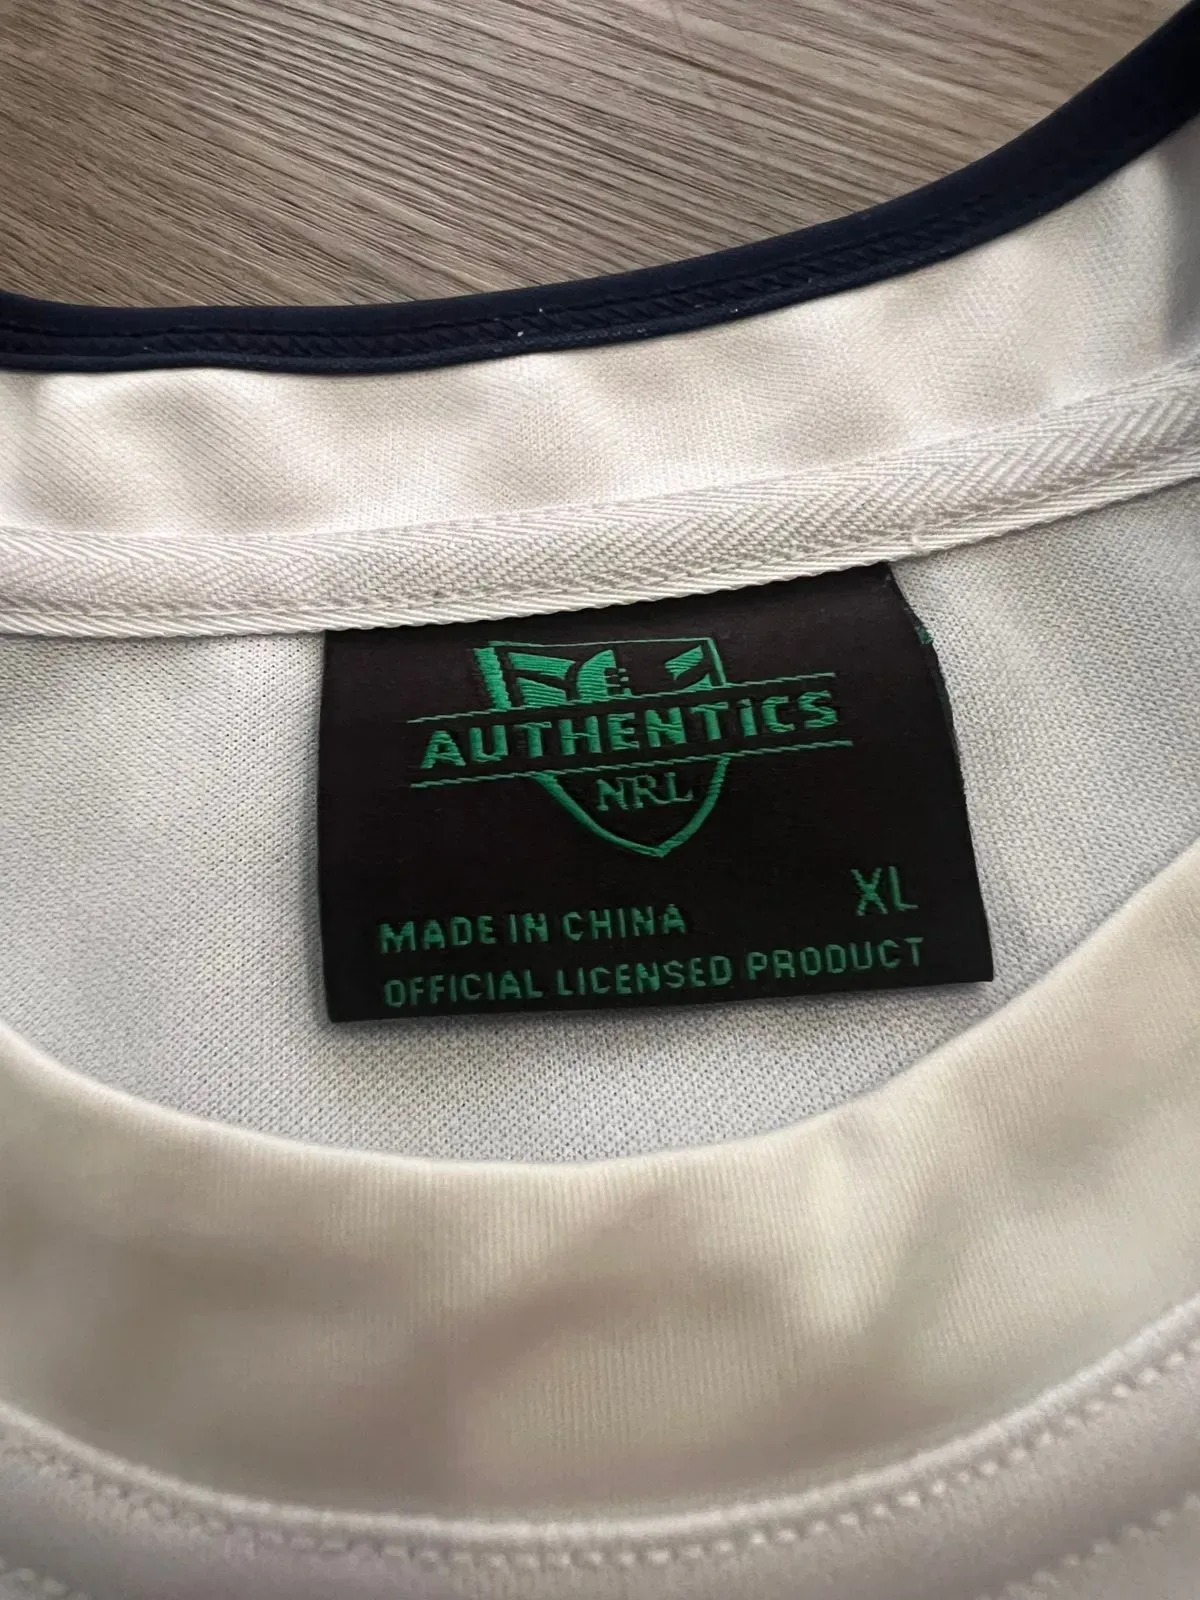 AUTHENTICS
NRL
XL
MADE IN CHINA
OFFICIAL LICENSED PRODUCT